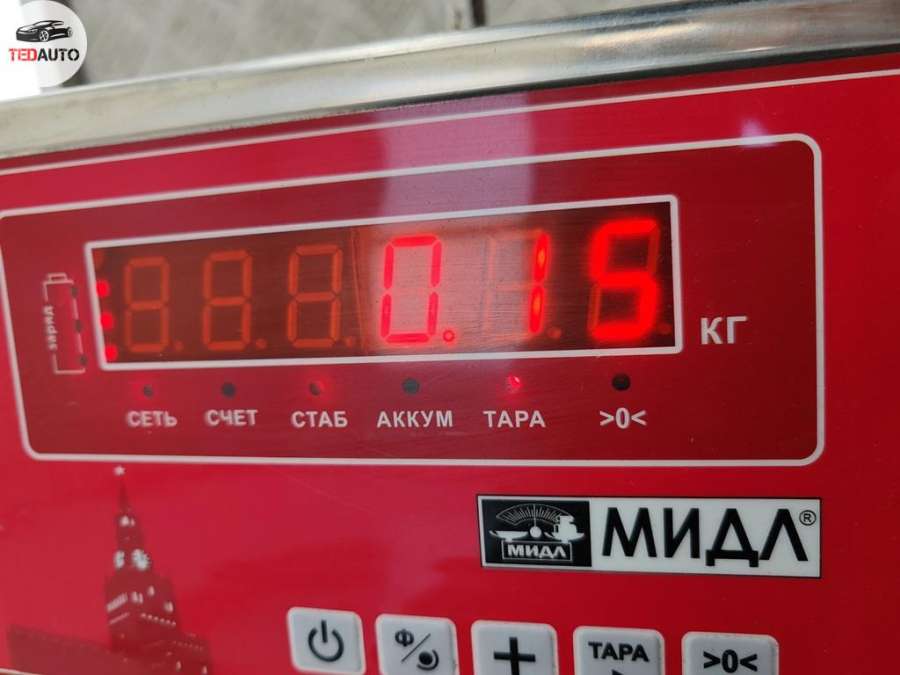 TEDAUTO
0.15
КГ
заряд
СЕТЬ СЧЕТ СТАБ АККУМ ТАРА >0<
МИДЛ МИДЛ®
Ф/ + ТАРА >0<